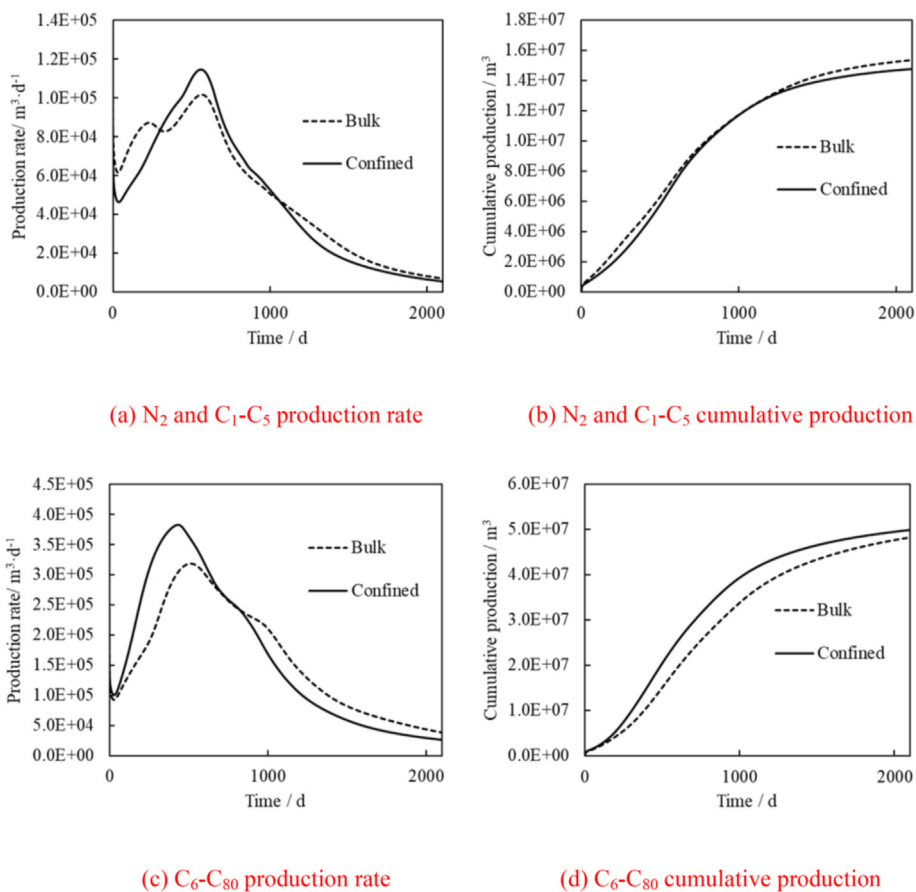 1.4E+05
1.2E+05
1.0E+05
8.0E+04
6.0E+04
4.0E+04
2.0E+04
0.0E+00
Production rate/ m³·d⁻¹
Bulk
Confined
0 1000 2000
Time / d
(a) N₂ and C₁-C₅ production rate
1.8E+07
1.6E+07
1.4E+07
1.2E+07
1.0E+07
8.0E+06
6.0E+06
4.0E+06
2.0E+06
0.0E+00
Cumulative production / m³
Bulk
Confined
0 1000 2000
Time / d
(b) N₂ and C₁-C₅ cumulative production
4.5E+05
4.0E+05
3.5E+05
3.0E+05
2.5E+05
2.0E+05
1.5E+05
1.0E+05
5.0E+04
0.0E+00
Production rate/ m³·d⁻¹
Bulk
Confined
0 1000 2000
Time / d
(c) C₆-C₈₀ production rate
6.0E+07
5.0E+07
4.0E+07
3.0E+07
2.0E+07
1.0E+07
0.0E+00
Cumulative production / m³
Bulk
Confined
0 1000 2000
Time / d
(d) C₆-C₈₀ cumulative production